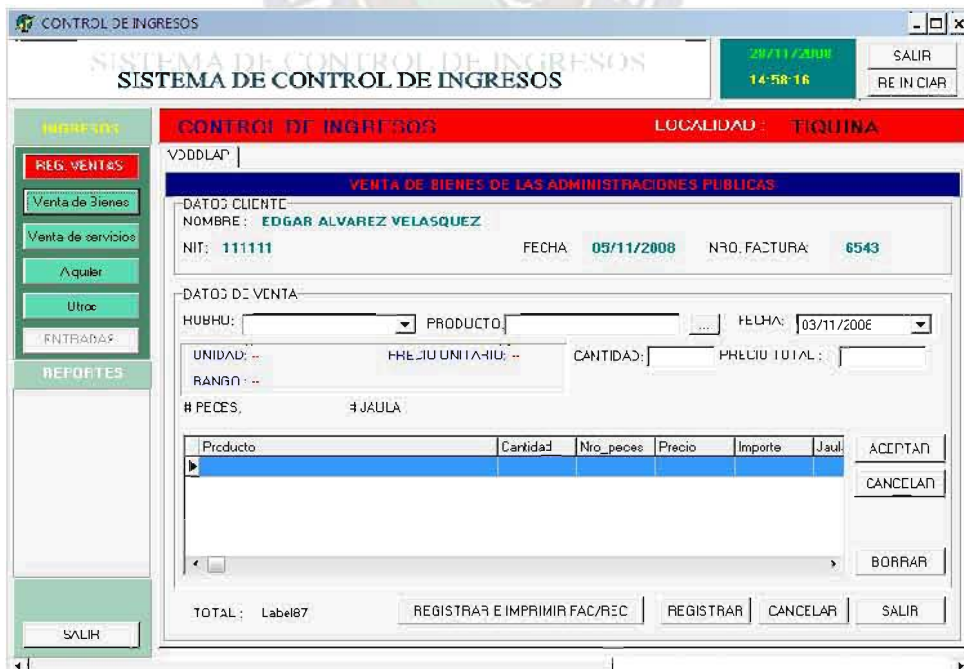 CONTROL DE INGRESOS
SISTEMA DE CONTROL DE INGRESOS
SISTEMA DE CONTROL DE INGRESOS
28/11/2008
14:58:16
SALIR
REINICIAR
INGRESOS
CONTROL DE INGRESOS LOCALIDAD : TIQUINA
REG. VENTAS
Venta de Bienes
Venta de servicios
Alquiler
Otros
ENTRADAS
REPORTES
SALIR
VENTA DE BIENES DE LAS ADMINISTRACIONES PUBLICAS
DATOS CLIENTE
NOMBRE : EDGAR ALVAREZ VELASQUEZ
NIT: 111111 FECHA 05/11/2008 NRO. FACTURA: 6543
DATOS DE VENTA
RUBRO: PRODUCTO: ... FECHA: 03/11/2008
UNIDAD: -- PRECIO UNITARIO: -- CANTIDAD: PRECIO TOTAL :
RANGO : --
# PECES, # JAULA
Producto Cantidad Nro_peces Precio Importe Jaul
ACEPTAR
CANCELAR
BORRAR
TOTAL : Label87 REGISTRAR E IMPRIMIR FAC/REC REGISTRAR CANCELAR SALIR